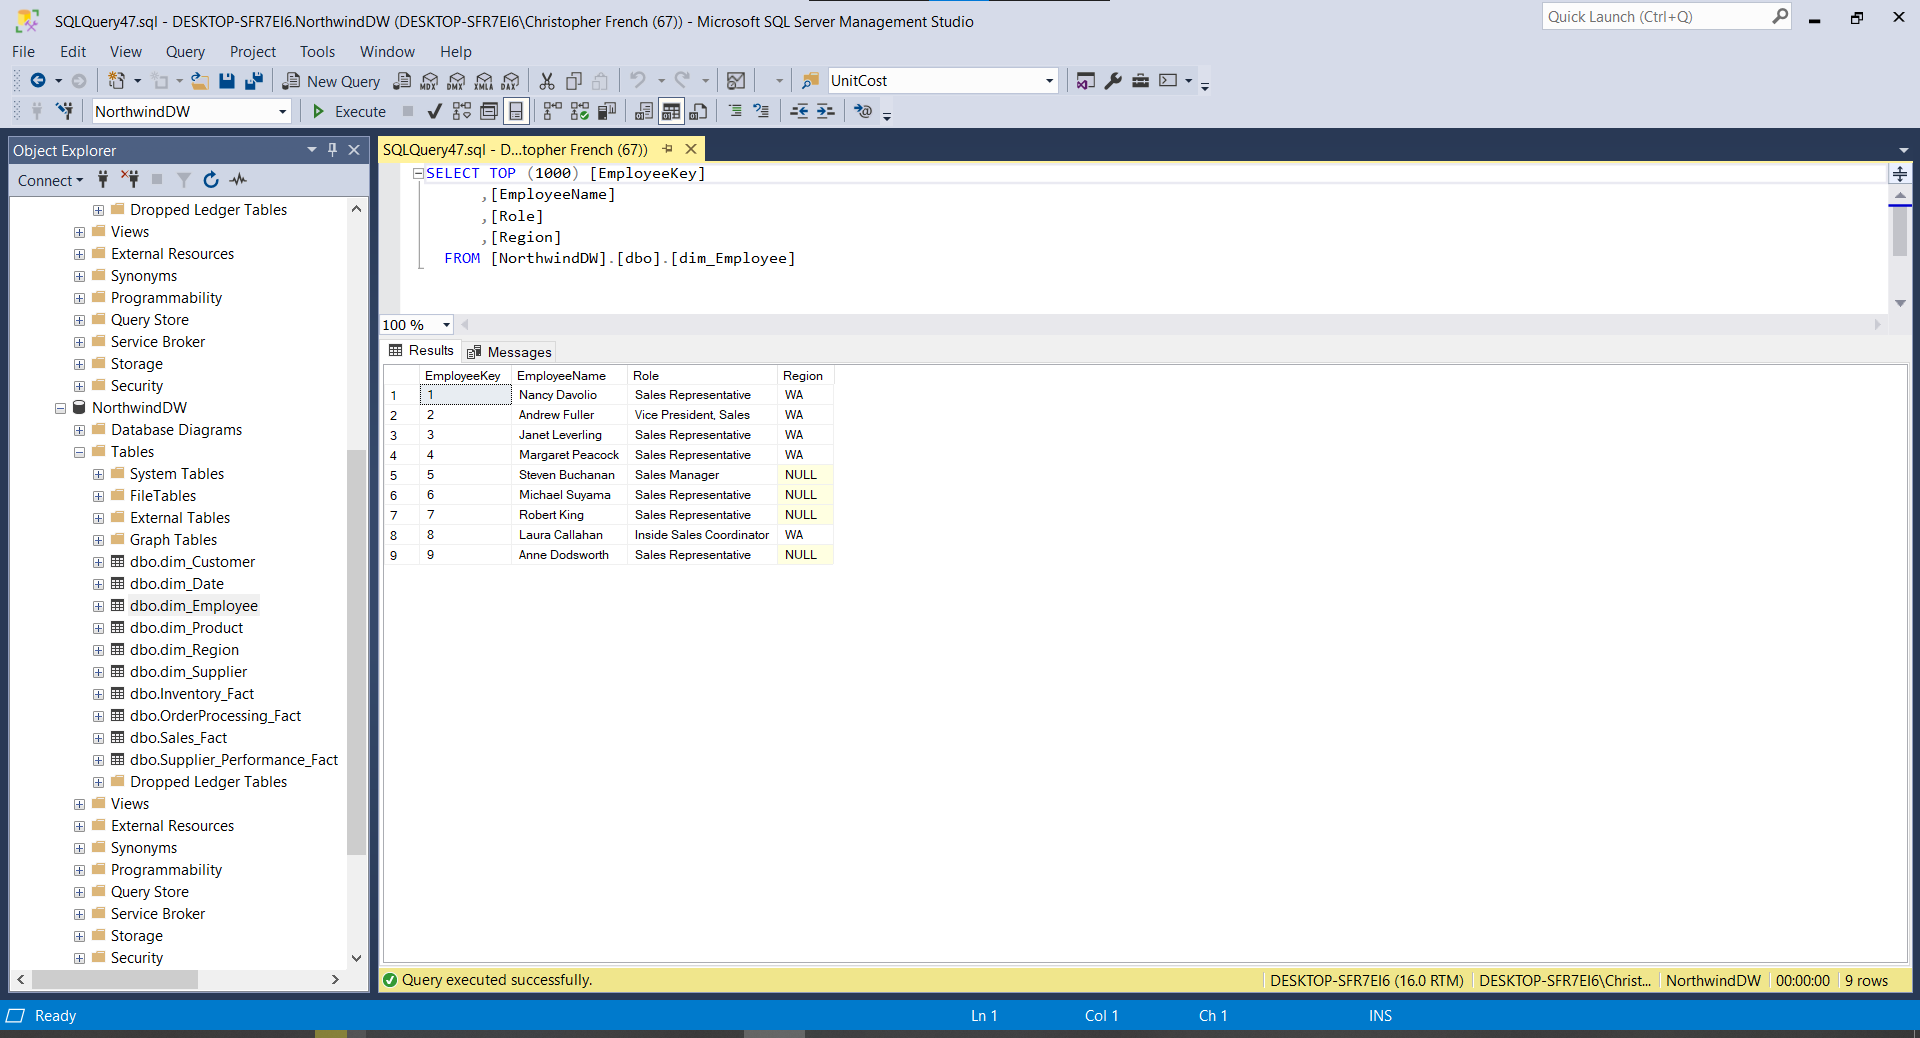 SQLQuery47.sql - DESKTOP-SFR7EI6.NorthwindDW (DESKTOP-SFR7EI6\Christopher French (67)) - Microsoft SQL Server Management Studio
Quick Launch (Ctrl+Q)
File Edit View Query Project Tools Window Help
New Query MDX DMX XMLA DAX UnitCost
NorthwindDW Execute
Object Explorer
Connect
Dropped Ledger Tables
Views
External Resources
Synonyms
Programmability
Query Store
Service Broker
Storage
Security
NorthwindDW
Database Diagrams
Tables
System Tables
FileTables
External Tables
Graph Tables
dbo.dim_Customer
dbo.dim_Date
dbo.dim_Employee
dbo.dim_Product
dbo.dim_Region
dbo.dim_Supplier
dbo.Inventory_Fact
dbo.OrderProcessing_Fact
dbo.Sales_Fact
dbo.Supplier_Performance_Fact
Dropped Ledger Tables
Views
External Resources
Synonyms
Programmability
Query Store
Service Broker
Storage
Security
SQLQuery47.sql - D...topher French (67))
SELECT TOP (1000) [EmployeeKey]
,[EmployeeName]
,[Role]
,[Region]
FROM [NorthwindDW].[dbo].[dim_Employee]
100 %
Results Messages
EmployeeKey EmployeeName Role Region
1 1 Nancy Davolio Sales Representative WA
2 2 Andrew Fuller Vice President, Sales WA
3 3 Janet Leverling Sales Representative WA
4 4 Margaret Peacock Sales Representative WA
5 5 Steven Buchanan Sales Manager NULL
6 6 Michael Suyama Sales Representative NULL
7 7 Robert King Sales Representative NULL
8 8 Laura Callahan Inside Sales Coordinator WA
9 9 Anne Dodsworth Sales Representative NULL
Query executed successfully.
DESKTOP-SFR7EI6 (16.0 RTM) DESKTOP-SFR7EI6\Christ... NorthwindDW 00:00:00 9 rows
Ready Ln 1 Col 1 Ch 1 INS